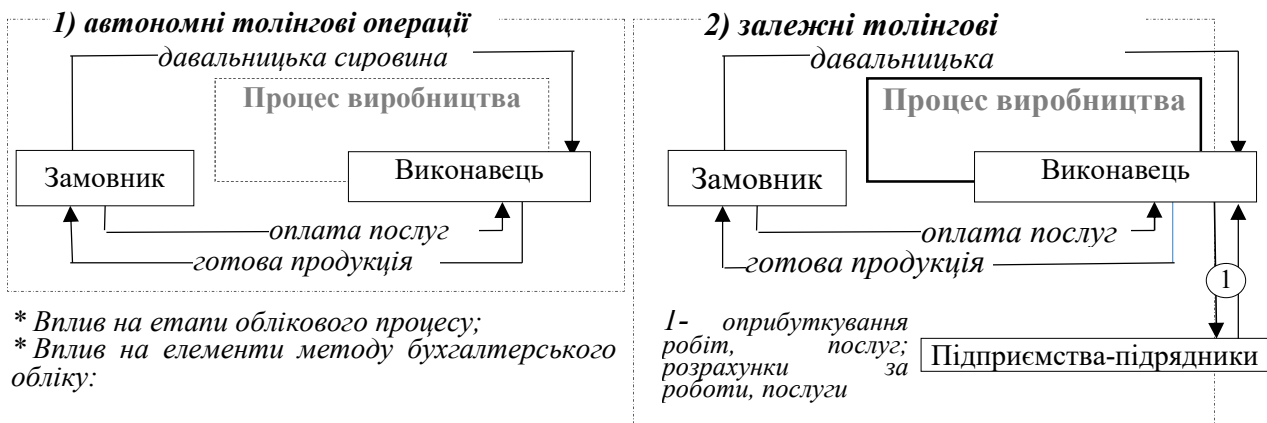 1) автономні толінгові операції
давальницька сировина
Процес виробництва
Замовник
Виконавець
оплата послуг
готова продукція
* Вплив на етапи облікового процесу;
* Вплив на елементи методу бухгалтерського
обліку:
2) залежні толінгові
давальницька
Процес виробництва
Замовник
Виконавець
оплата послуг
готова продукція
1
1- оприбуткування
робіт, послуг;
розрахунки за
роботи, послуги
Підприємства-підрядники